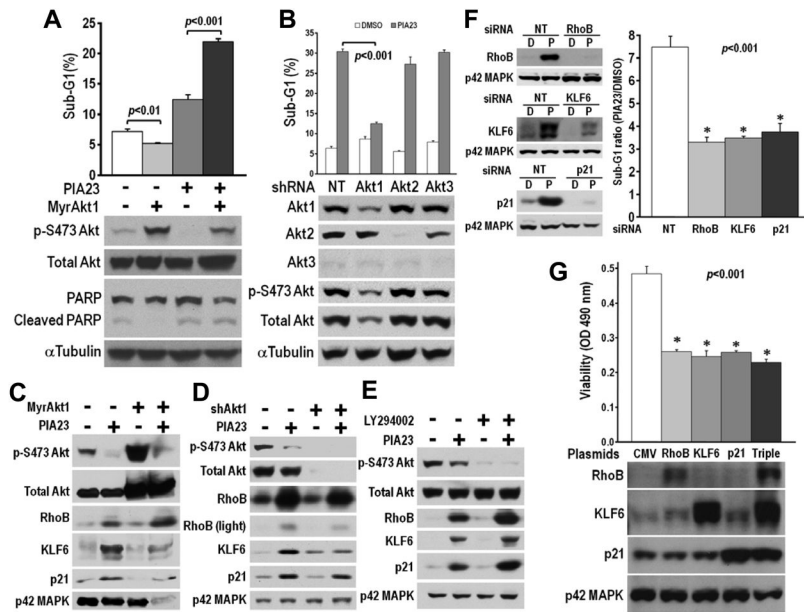 A
25
20
15
10
5
0
Sub-G1(%)
p<0.01
p<0.001
PIA23 - - + +
MyrAkt1 - + - +
p-S473 Akt
Total Akt
PARP
Cleaved PARP
αTubulin
B
DMSO PIA23
35
30
25
20
15
10
5
0
Sub-G1 (%)
p<0.001
shRNA NT Akt1 Akt2 Akt3
Akt1
Akt2
Akt3
p-S473 Akt
Total Akt
αTubulin
C
MyrAkt1 - - + +
PIA23 - + - +
p-S473 Akt
Total Akt
RhoB
KLF6
p21
p42 MAPK
D
shAkt1 - - + +
PIA23 - + - +
p-S473 Akt
Total Akt
RhoB
RhoB (light)
KLF6
p21
p42 MAPK
E
LY294002 - - + +
PIA23 - + - +
p-S473 Akt
Total Akt
RhoB
KLF6
p21
p42 MAPK
F
siRNA NT RhoB
D P D P
RhoB
p42 MAPK
siRNA NT KLF6
D P D P
KLF6
p42 MAPK
siRNA NT p21
D P D P
p21
p42 MAPK
9
8
7
6
5
4
3
2
1
0
Sub-G1 ratio (PIA23/DMSO)
p<0.001
* * *
siRNA NT RhoB KLF6 p21
G
0.5
0.4
0.3
0.2
0.1
0.0
Viability (OD 490 nm)
p<0.001
* * * *
Plasmids CMV RhoB KLF6 p21 Triple
RhoB
KLF6
p21
p42 MAPK